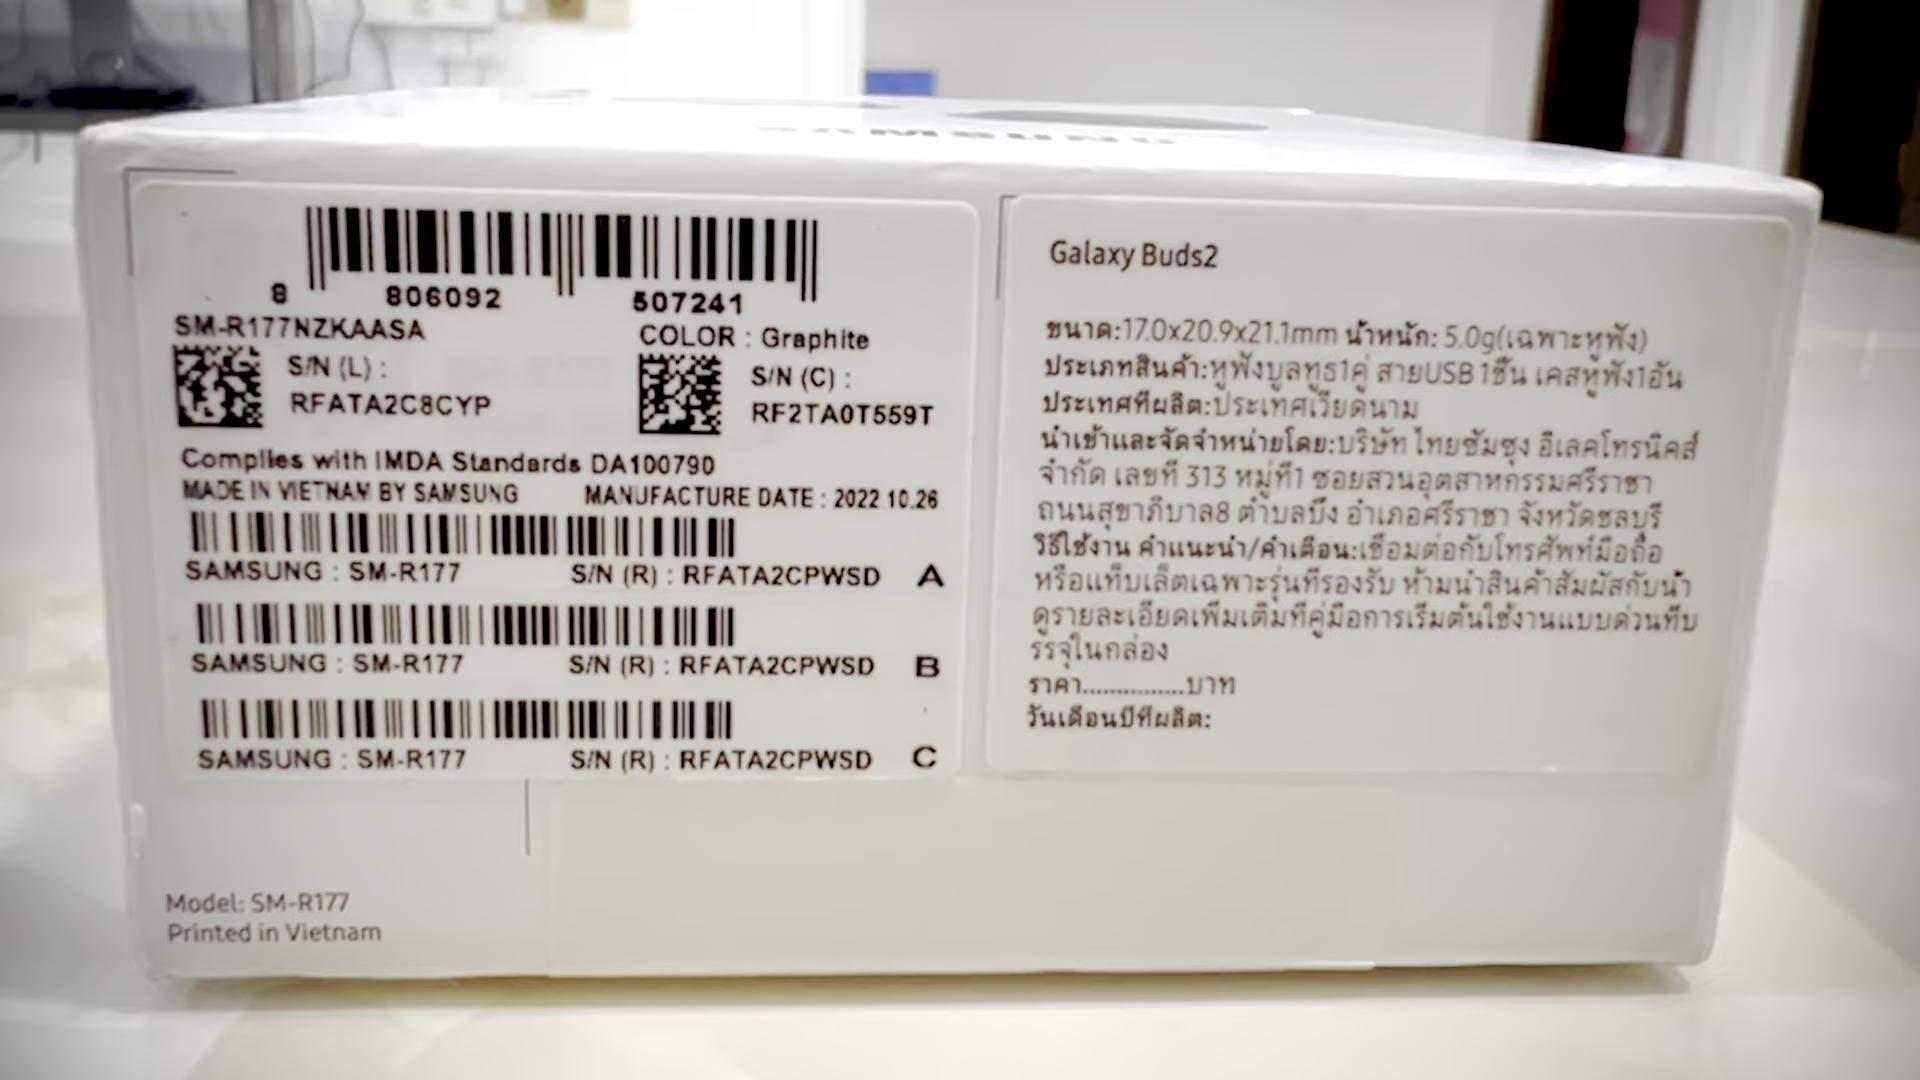 SAMSUNG
8 806092 507241
SM-R177NZKAASA
COLOR : Graphite
S/N (L) :
RFATA2C8CYP
S/N (C) :
RF2TA0T559T
Complies with IMDA Standards DA100790
MADE IN VIETNAM BY SAMSUNG MANUFACTURE DATE : 2022.10.26
SAMSUNG : SM-R177 S/N (R) : RFATA2CPWSD A
SAMSUNG : SM-R177 S/N (R) : RFATA2CPWSD B
SAMSUNG : SM-R177 S/N (R) : RFATA2CPWSD C
Model: SM-R177
Printed in Vietnam
Galaxy Buds2
ขนาด:17.0x20.9x21.1mm น้ำหนัก: 5.0g(เฉพาะหูฟัง)
ประเภทสินค้า:หูฟังบูลทูธ1คู่ สายUSB 1ชิ้น เคสหูฟัง1อัน
ประเทศที่ผลิต:ประเทศเวียดนาม
นำเข้าและจัดจำหน่ายโดย:บริษัท ไทยซัมซุง อิเลคโทรนิคส์
จำกัด เลขที่ 313 หมู่ที่1 ซอยสวนอุตสาหกรรมศรีราชา
ถนนสุขาภิบาล8 ตำบลบึง อำเภอศรีราชา จังหวัดชลบุรี
วิธีใช้งาน คำแนะนำ/คำเตือน:เชื่อมต่อกับโทรศัพท์มือถือ
หรือแท็บเล็ตเฉพาะรุ่นที่รองรับ ห้ามนำสินค้าสัมผัสกับน้ำ
ดูรายละเอียดเพิ่มเติมที่คู่มือการเริ่มต้นใช้งานแบบด่วนที่บ
รรจุในกล่อง
ราคา...............บาท
วันเดือนปีที่ผลิต: